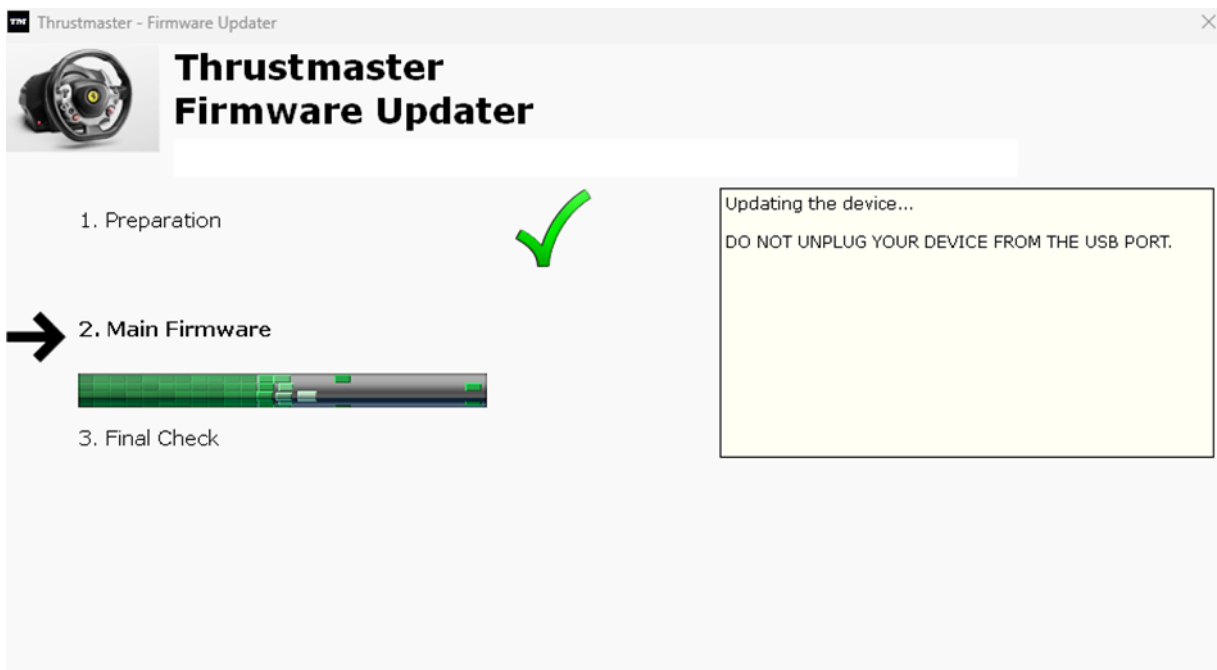 TM Thrustmaster - Firmware Updater
Thrustmaster
Firmware Updater
1. Preparation
2. Main Firmware
3. Final Check
Updating the device...
DO NOT UNPLUG YOUR DEVICE FROM THE USB PORT.